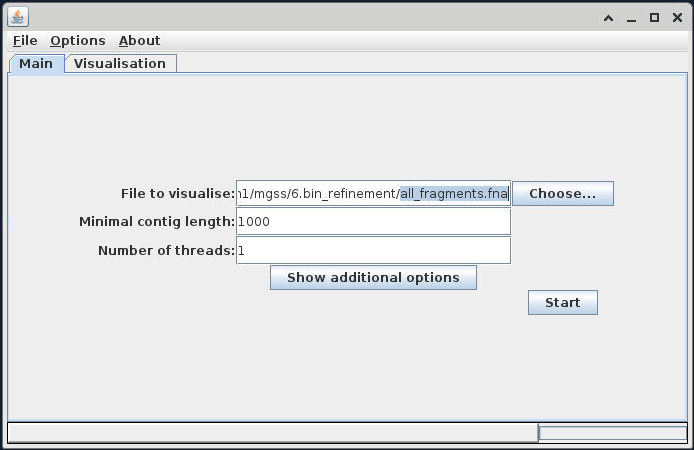 File Options About
Main Visualisation
File to visualise: 1/mgss/6.bin_refinement/all_fragments.fna Choose...
Minimal contig length: 1000
Number of threads: 1
Show additional options
Start